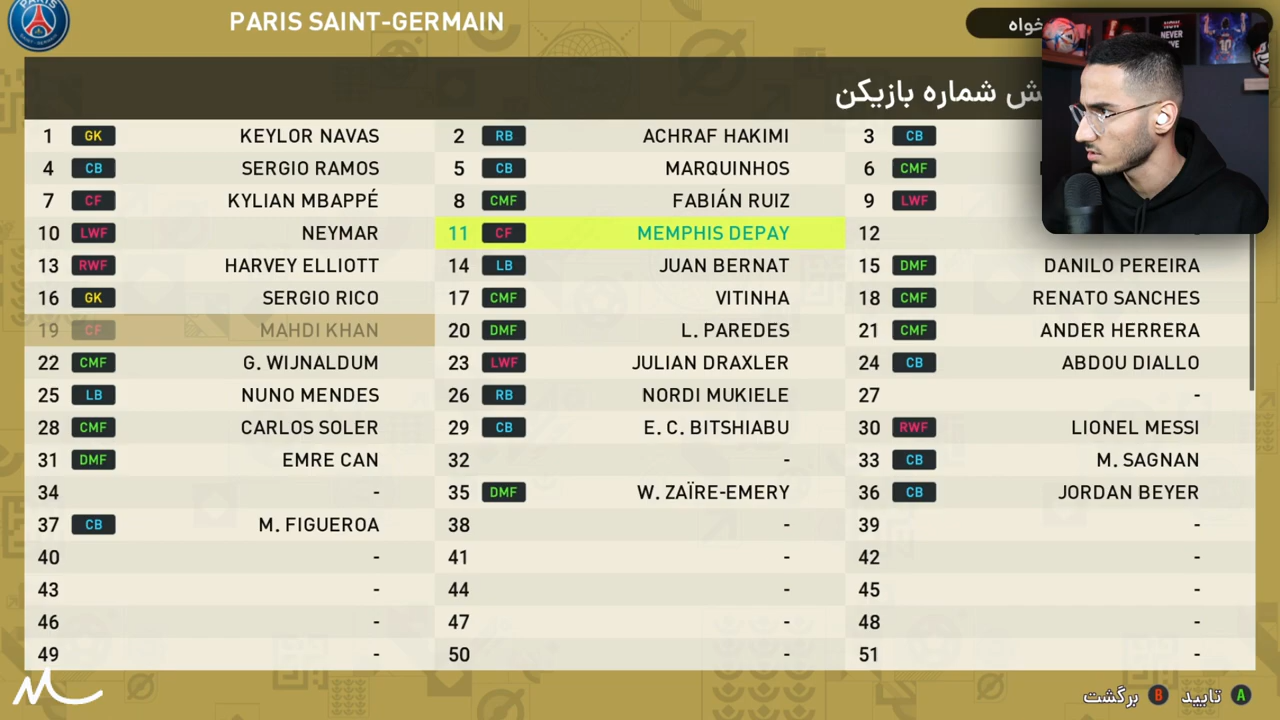 PARIS SAINT-GERMAIN
خواه
ش شماره بازیکن
1 GK KEYLOR NAVAS 2 RB ACHRAF HAKIMI 3 CB
4 CB SERGIO RAMOS 5 CB MARQUINHOS 6 CMF
7 CF KYLIAN MBAPPÉ 8 CMF FABIÁN RUIZ 9 LWF
10 LWF NEYMAR 11 CF MEMPHIS DEPAY 12 -
13 RWF HARVEY ELLIOTT 14 LB JUAN BERNAT 15 DMF DANILO PEREIRA
16 GK SERGIO RICO 17 CMF VITINHA 18 CMF RENATO SANCHES
19 CF MAHDI KHAN 20 DMF L. PAREDES 21 CMF ANDER HERRERA
22 CMF G. WIJNALDUM 23 LWF JULIAN DRAXLER 24 CB ABDOU DIALLO
25 LB NUNO MENDES 26 RB NORDI MUKIELE 27 -
28 CMF CARLOS SOLER 29 CB E. C. BITSHIABU 30 RWF LIONEL MESSI
31 DMF EMRE CAN 32 - 33 CB M. SAGNAN
34 - 35 DMF W. ZAÏRE-EMERY 36 CB JORDAN BEYER
37 CB M. FIGUEROA 38 - 39 -
40 - 41 - 42 -
43 - 44 - 45 -
46 - 47 - 48 -
49 - 50 - 51 -
A تایید B برگشت